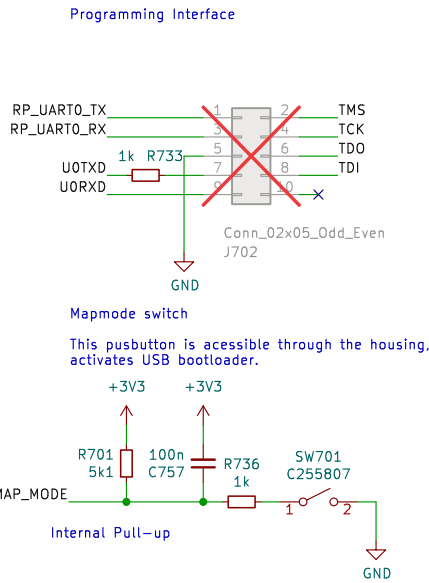 Programming Interface
RP_UART0_TX 1 2 TMS
RP_UART0_RX 3 4 TCK
1k R733 5 6 TDO
U0TXD 7 8 TDI
U0RXD 9 10
Conn_02x05_Odd_Even
J702
GND
Mapmode switch
This pusbutton is acessible through the housing,
activates USB bootloader.
+3V3 +3V3
R701 100n R736 SW701
5k1 C757 1k C255807
MAP_MODE 1 2
Internal Pull-up
GND